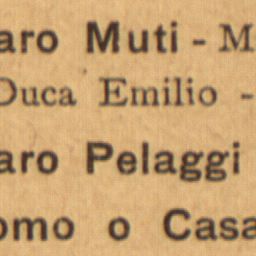 aro Muti - M
Duca Emilio -
aro Pelaggi
omo o Casa